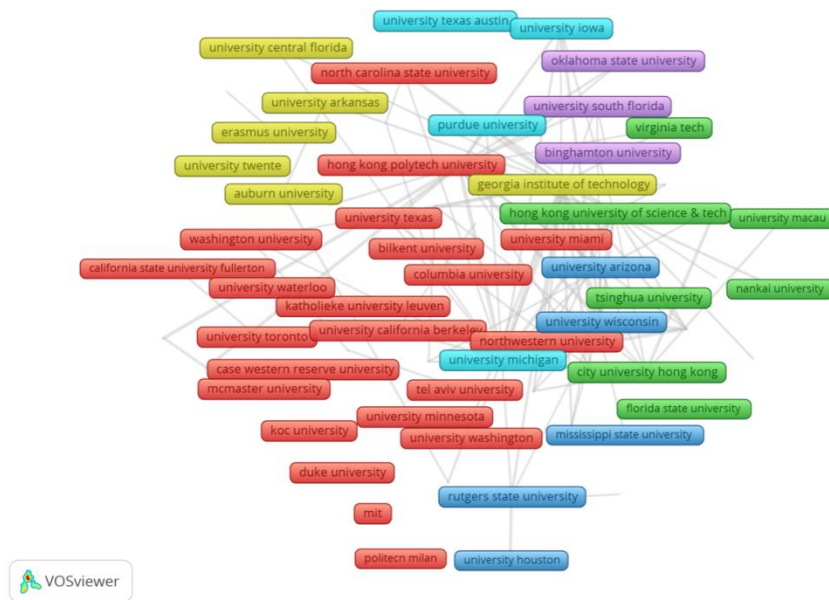 university texas austin
university iowa
university central florida
oklahoma state university
north carolina state university
university arkansas
university south florida
purdue university
virginia tech
erasmus university
binghamton university
university twente
hong kong polytech university
georgia institute of technology
auburn university
hong kong university of science & tech
university macau
university texas
washington university
university miami
bilkent university
california state university fullerton
university arizona
columbia university
university waterloo
nankai university
tsinghua university
katholieke university leuven
university wisconsin
university california berkeley
university toronto
northwestern university
university michigan
case western reserve university
city university hong kong
mcmaster university
tel aviv university
florida state university
university minnesota
koc university
university washington
mississippi state university
duke university
rutgers state university
mit
politecn milan
university houston
VOSviewer